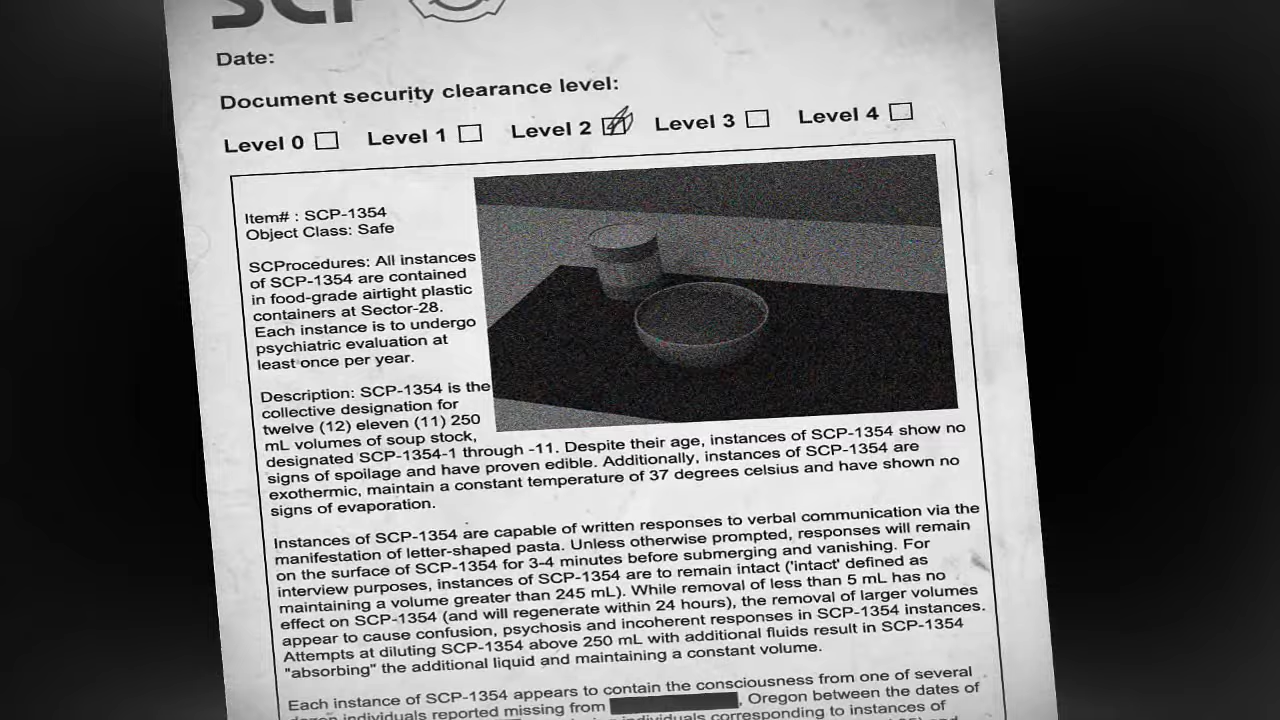 SCP
Date:
Document security clearance level:
Level 0 Level 1 Level 2 Level 3 Level 4
Item# : SCP-1354
Object Class: Safe
SCProcedures: All instances
of SCP-1354 are contained
in food-grade airtight plastic
containers at Sector-28.
Each instance is to undergo
psychiatric evaluation at
least once per year.
Description: SCP-1354 is the
collective designation for
twelve (12) eleven (11) 250
mL volumes of soup stock,
designated SCP-1354-1 through -11. Despite their age, instances of SCP-1354 show no
signs of spoilage and have proven edible. Additionally, instances of SCP-1354 are
exothermic, maintain a constant temperature of 37 degrees celsius and have shown no
signs of evaporation.
Instances of SCP-1354 are capable of written responses to verbal communication via the
manifestation of letter-shaped pasta. Unless otherwise prompted, responses will remain
on the surface of SCP-1354 for 3-4 minutes before submerging and vanishing. For
interview purposes, instances of SCP-1354 are to remain intact ('intact' defined as
maintaining a volume greater than 245 mL). While removal of less than 5 mL has no
effect on SCP-1354 (and will regenerate within 24 hours), the removal of larger volumes
appear to cause confusion, psychosis and incoherent responses in SCP-1354 instances.
Attempts at diluting SCP-1354 above 250 mL with additional fluids result in SCP-1354
"absorbing" the additional liquid and maintaining a constant volume.
Each instance of SCP-1354 appears to contain the consciousness from one of several
dozen individuals reported missing from , Oregon between the dates of
individuals corresponding to instances of
and